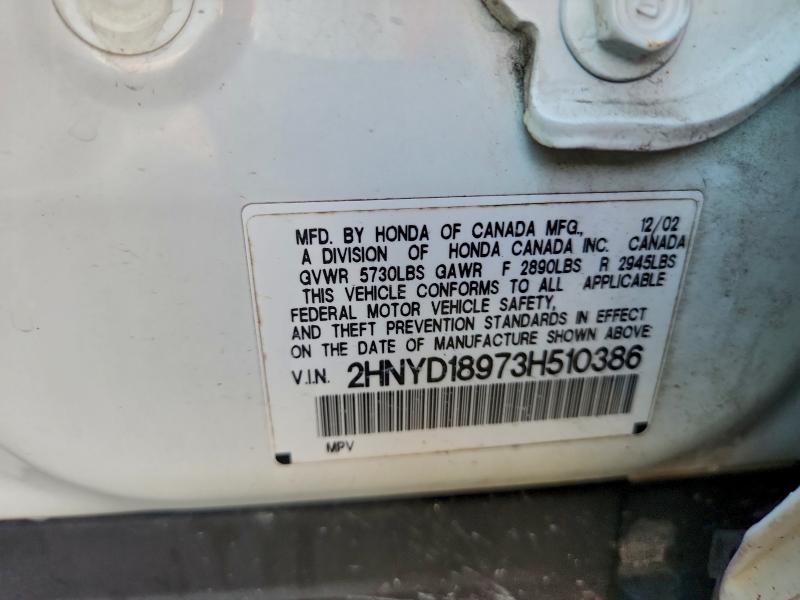 MFD. BY HONDA OF CANADA MFG., 12/02
A DIVISION OF HONDA CANADA INC. CANADA
GVWR 5730LBS GAWR F 2890LBS R 2945LBS
THIS VEHICLE CONFORMS TO ALL APPLICABLE
FEDERAL MOTOR VEHICLE SAFETY,
AND THEFT PREVENTION STANDARDS IN EFFECT
ON THE DATE OF MANUFACTURE SHOWN ABOVE
V.I.N. 2HNYD18973H510386
MPV